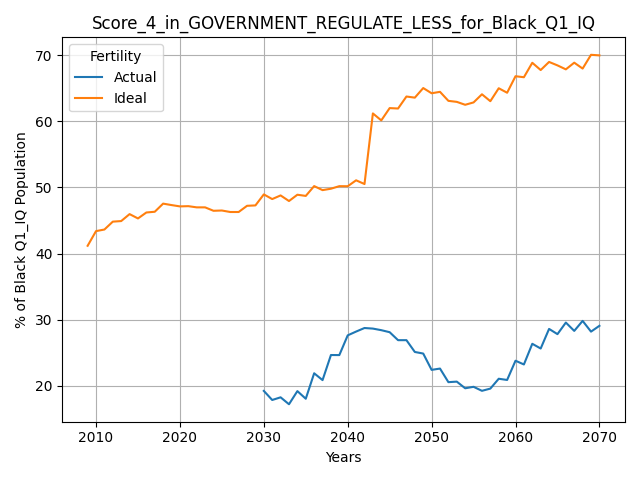 Score_4_in_GOVERNMENT_REGULATE_LESS_for_Black_Q1_IQ
Fertility
Actual
Ideal
% of Black Q1_IQ Population
70
60
50
40
30
20
2010 2020 2030 2040 2050 2060 2070
Years